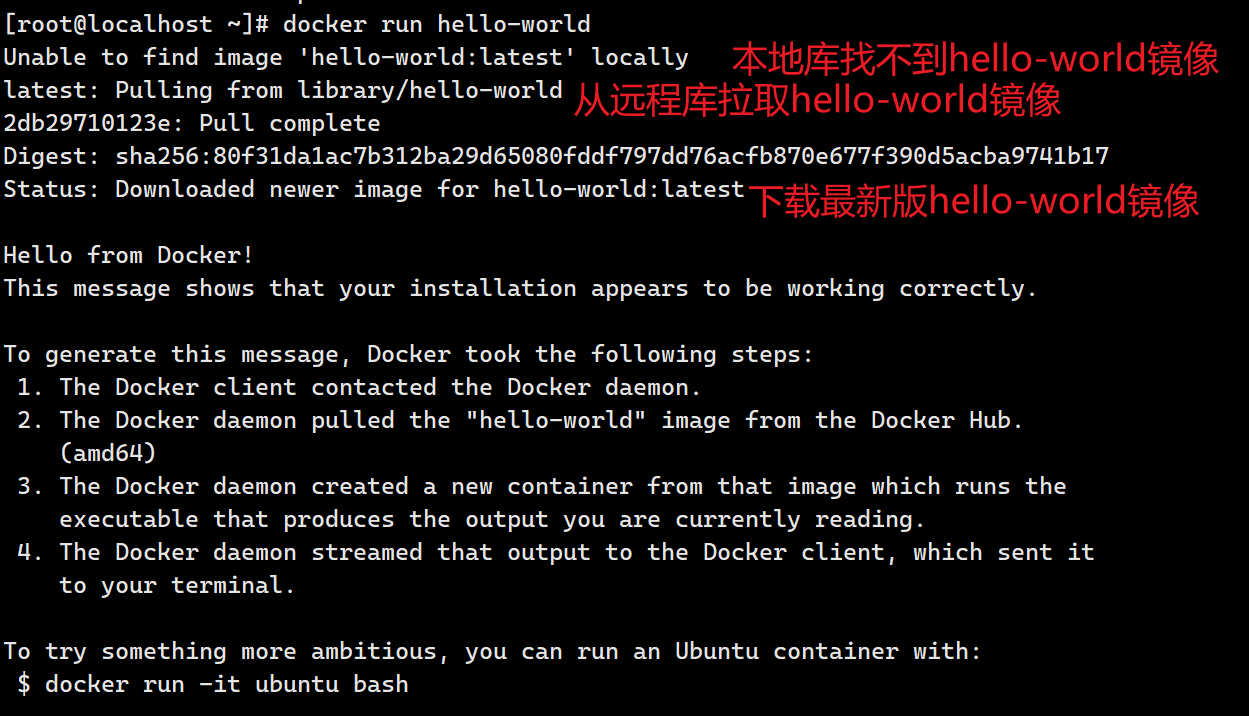 [root@localhost ~]# docker run hello-world
Unable to find image 'hello-world:latest' locally 本地库找不到hello-world镜像
latest: Pulling from library/hello-world 从远程库拉取hello-world镜像
2db29710123e: Pull complete
Digest: sha256:80f31da1ac7b312ba29d65080fddf797dd76acfb870e677f390d5acba9741b17
Status: Downloaded newer image for hello-world:latest 下载最新版hello-world镜像
Hello from Docker!
This message shows that your installation appears to be working correctly.
To generate this message, Docker took the following steps:
1. The Docker client contacted the Docker daemon.
2. The Docker daemon pulled the "hello-world" image from the Docker Hub.
(amd64)
3. The Docker daemon created a new container from that image which runs the
executable that produces the output you are currently reading.
4. The Docker daemon streamed that output to the Docker client, which sent it
to your terminal.
To try something more ambitious, you can run an Ubuntu container with:
$ docker run -it ubuntu bash